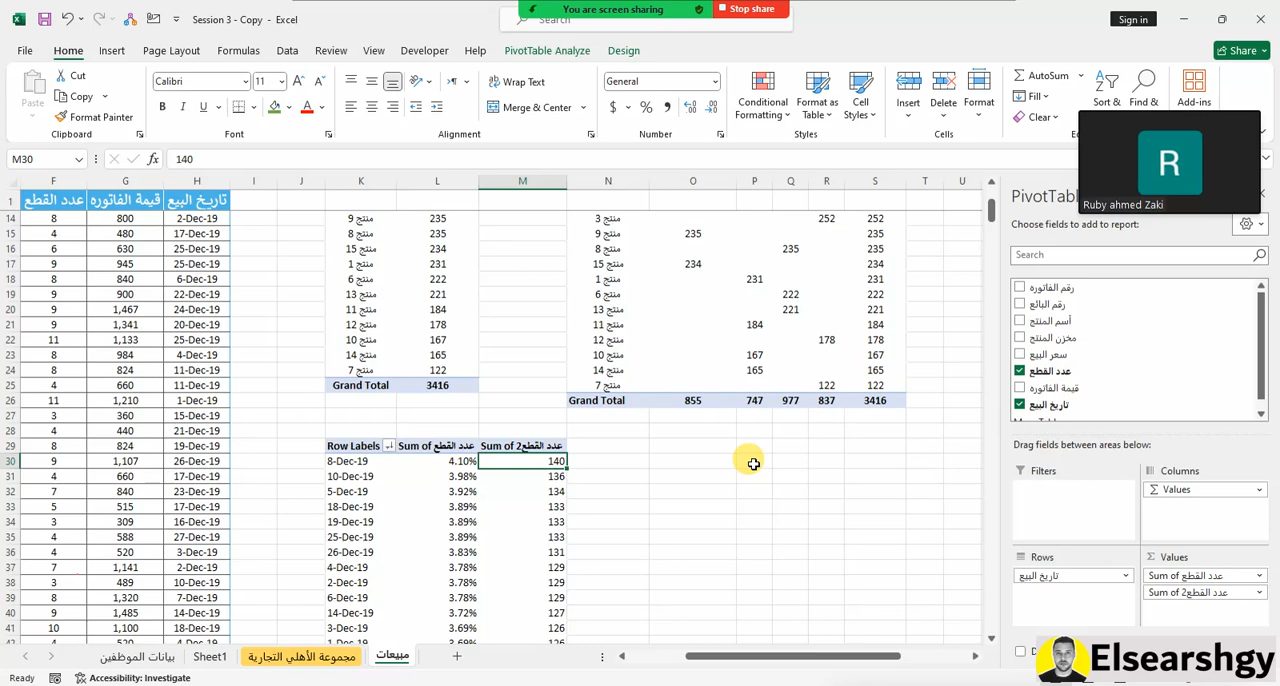 Session 3 - Copy - Excel
You are screen sharing
Stop share
Search
Sign in
File Home Insert Page Layout Formulas Data Review View Developer Help PivotTable Analyze Design
Share
Paste
Cut
Copy
Format Painter
Clipboard
Calibri 11
B I U
Font
Wrap Text
Merge & Center
Alignment
General
Number
Conditional Formatting
Format as Table
Cell Styles
Styles
Insert
Delete
Format
Cells
AutoSum
Fill
Clear
Sort &
Find &
Add-ins
R
Ruby ahmed Zaki
M30
fx
140
F G H I J K L M N O P Q R S T U V
1 عدد القطع قيمة الفاتوره تاريخ البيع
14 8 800 2-Dec-19 منتج 9 235 منتج 3 252 252
15 4 480 17-Dec-19 منتج 8 235 منتج 9 235 235
16 6 630 25-Dec-19 منتج 15 234 منتج 8 235 235
17 9 945 25-Dec-19 منتج 1 231 منتج 15 234 234
18 8 840 6-Dec-19 منتج 6 222 منتج 1 231 231
19 9 900 22-Dec-19 منتج 13 221 منتج 6 222 222
20 9 1,467 24-Dec-19 منتج 11 184 منتج 13 221 221
21 9 1,341 20-Dec-19 منتج 12 178 منتج 11 184 184
22 11 1,133 25-Dec-19 منتج 10 167 منتج 12 178 178
23 8 984 4-Dec-19 منتج 14 165 منتج 10 167 167
24 8 824 11-Dec-19 منتج 7 122 منتج 14 165 165
25 4 660 11-Dec-19 Grand Total 3416 منتج 7 122 122
26 11 1,210 1-Dec-19 Grand Total 855 747 977 837 3416
27 3 360 15-Dec-19
28 4 440 21-Dec-19
29 8 824 19-Dec-19 Row Labels Sum of عدد القطع Sum of عدد القطع2
30 9 1,107 26-Dec-19 8-Dec-19 4.10% 140
31 4 660 17-Dec-19 10-Dec-19 3.98% 136
32 7 840 23-Dec-19 5-Dec-19 3.92% 134
33 5 515 17-Dec-19 18-Dec-19 3.89% 133
34 3 309 16-Dec-19 19-Dec-19 3.89% 133
35 4 588 27-Dec-19 25-Dec-19 3.89% 133
36 4 520 3-Dec-19 26-Dec-19 3.83% 131
37 7 1,141 2-Dec-19 4-Dec-19 3.78% 129
38 3 489 10-Dec-19 2-Dec-19 3.78% 129
39 8 1,320 7-Dec-19 6-Dec-19 3.78% 129
40 9 1,485 14-Dec-19 14-Dec-19 3.72% 127
41 10 1,100 18-Dec-19 3-Dec-19 3.69% 126
PivotTabl
Choose fields to add to report:
Search
رقم الفاتوره
رقم البائع
أسم المنتج
مخزن المنتج
سعر البيع
عدد القطع
قيمة الفاتوره
تاريخ البيع
Drag fields between areas below:
Filters
Columns
Values
Rows
تاريخ البيع
Values
Sum of عدد القطع
Sum of عدد القطع2
بيانات الموظفين Sheet1 مجموعة الأهلي التجارية مبيعات
Ready
Accessibility: Investigate
Elsearshgy